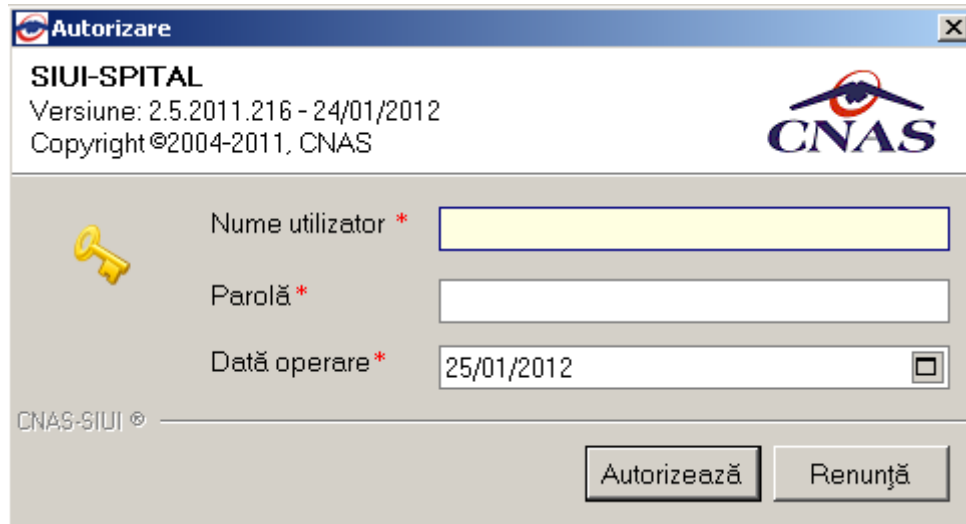 Autorizare
SIUI-SPITAL
Versiune: 2.5.2011.216 - 24/01/2012
Copyright ©2004-2011, CNAS
CNAS
Nume utilizator *
Parolă *
Dată operare *
25/01/2012
CNAS-SIUI ®
Autorizează
Renunţă